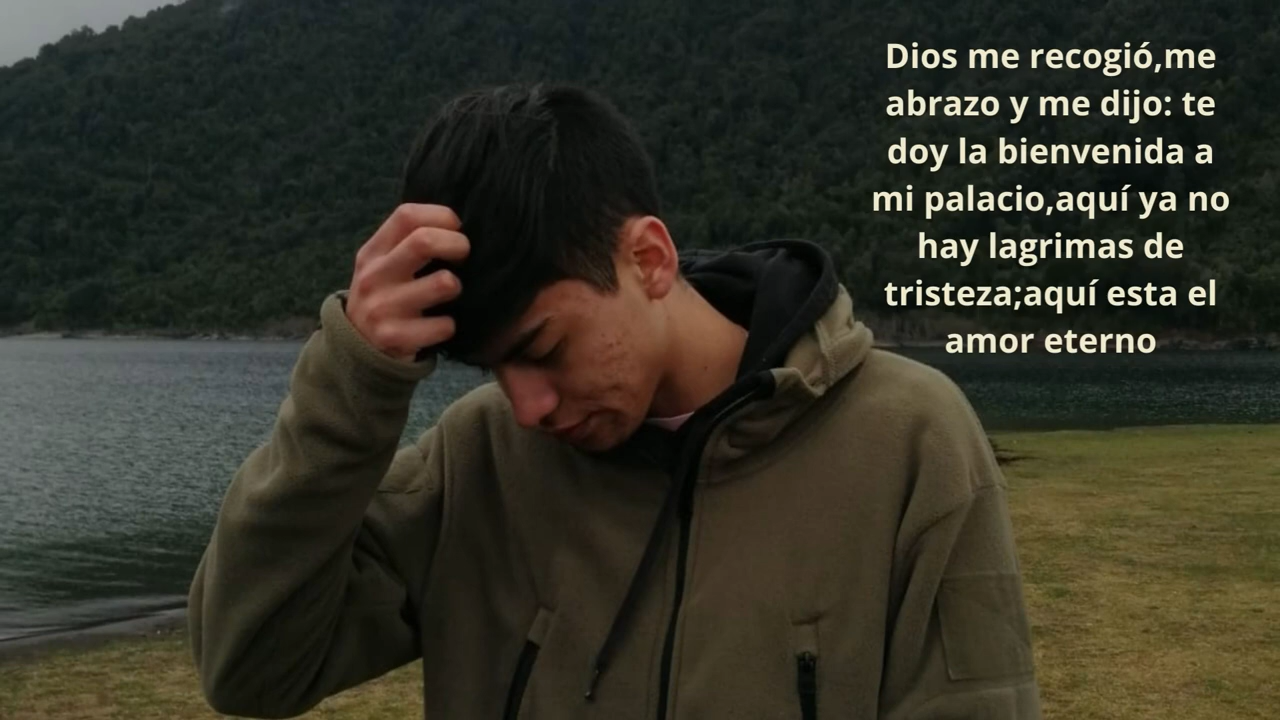 Dios me recogió,me
abrazo y me dijo: te
doy la bienvenida a
mi palacio,aquí ya no
hay lagrimas de
tristeza;aquí esta el
amor eterno